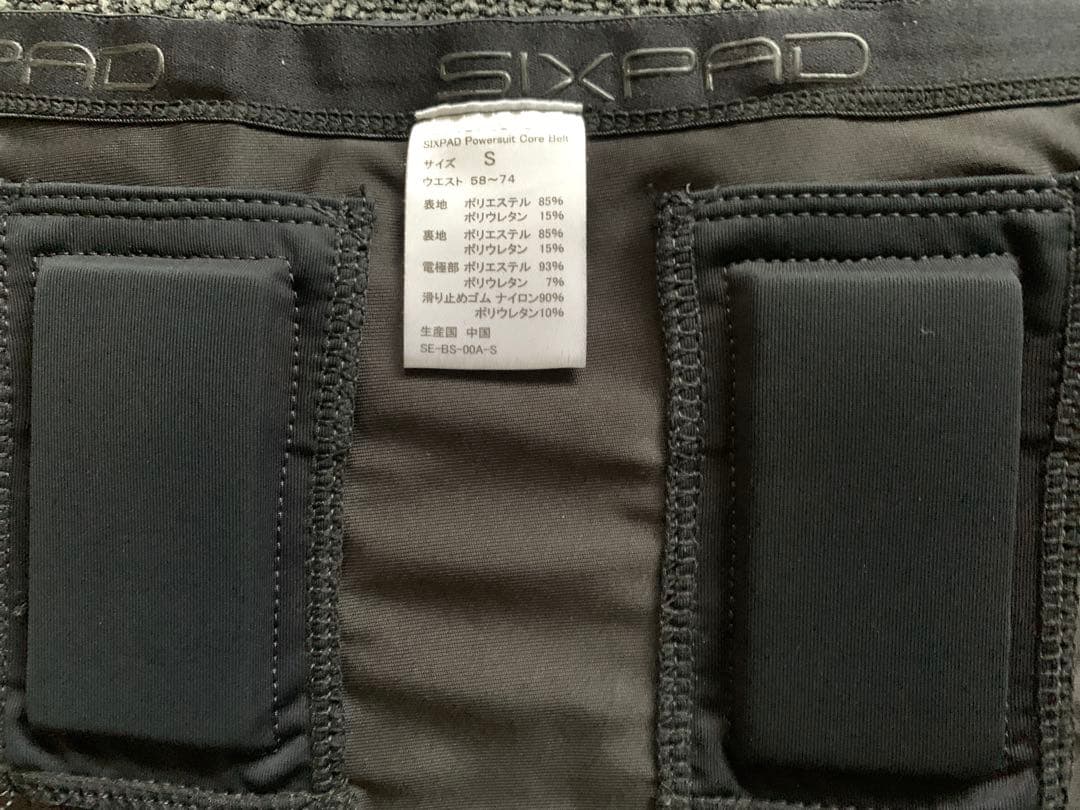 PAD SIXPAD
SIXPAD Powersuit Core Belt
サイズ S
ウエスト 58～74
表地 ポリエステル 85%
ポリウレタン 15%
裏地 ポリエステル 85%
ポリウレタン 15%
電極部 ポリエステル 93%
ポリウレタン 7%
滑り止めゴム ナイロン90%
ポリウレタン10%
生産国 中国
SE-BS-00A-S